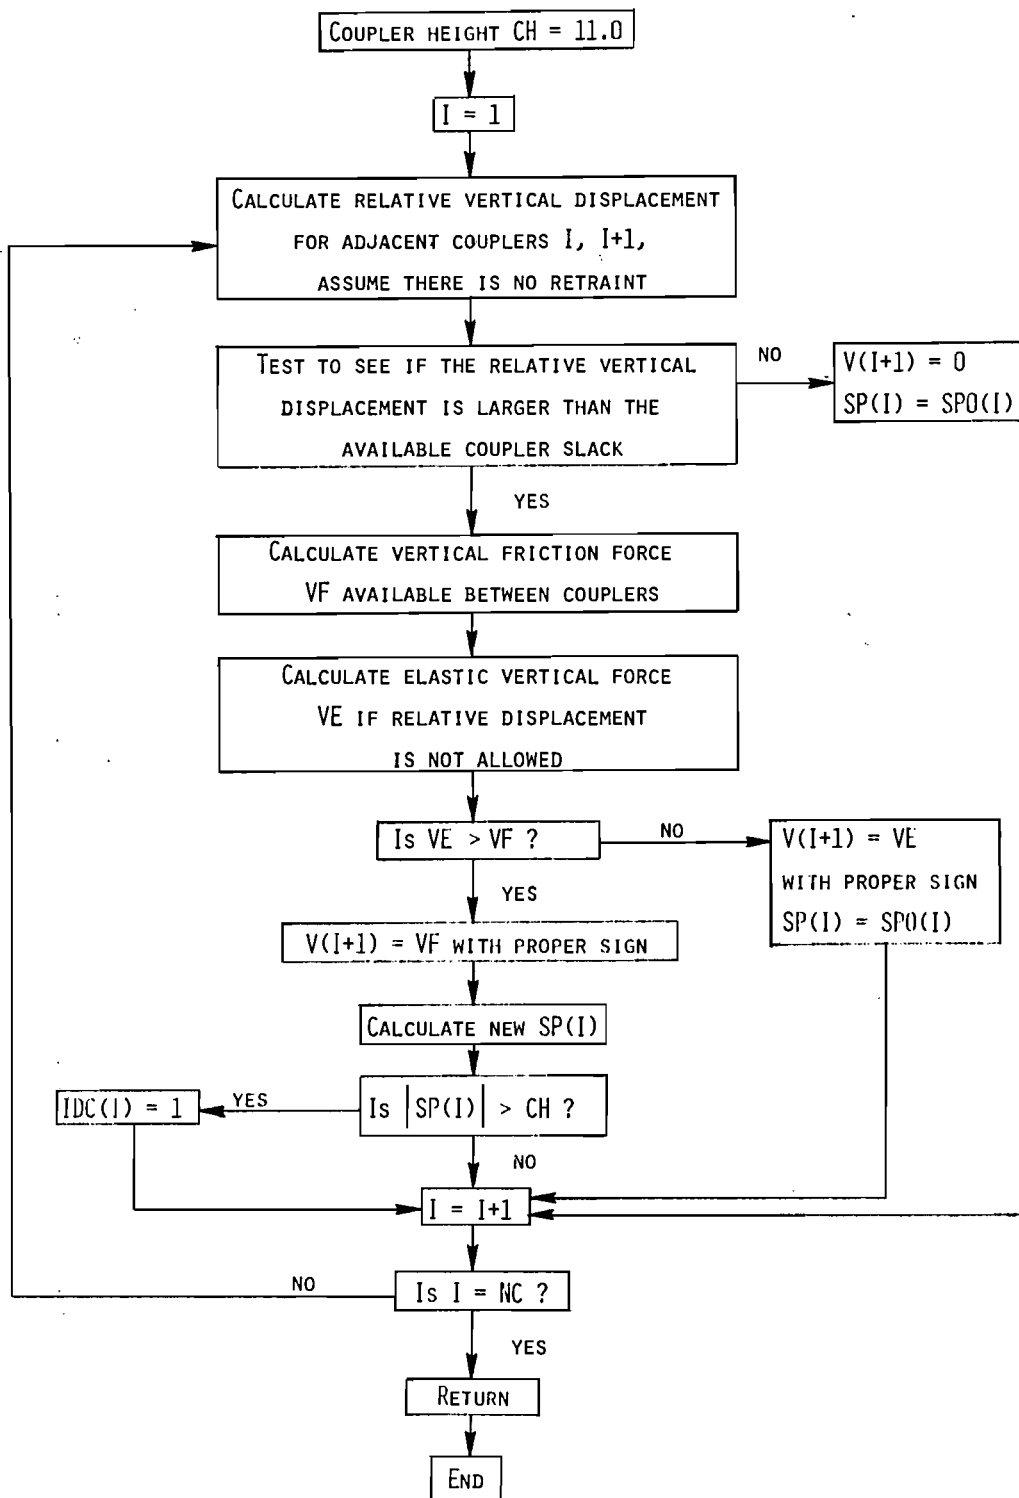 COUPLER HEIGHT CH = 11.0
I = 1
CALCULATE RELATIVE VERTICAL DISPLACEMENT
FOR ADJACENT COUPLERS I, I+1,
ASSUME THERE IS NO RETRAINT
TEST TO SEE IF THE RELATIVE VERTICAL
DISPLACEMENT IS LARGER THAN THE
AVAILABLE COUPLER SLACK
NO
V(I+1) = 0
SP(I) = SPO(I)
YES
CALCULATE VERTICAL FRICTION FORCE
VF AVAILABLE BETWEEN COUPLERS
CALCULATE ELASTIC VERTICAL FORCE
VE IF RELATIVE DISPLACEMENT
IS NOT ALLOWED
IS VE > VF ?
NO
V(I+1) = VE
WITH PROPER SIGN
SP(I) = SPO(I)
YES
V(I+1) = VF WITH PROPER SIGN
CALCULATE NEW SP(I)
IS |SP(I)| > CH ?
YES
IDC(I) = 1
NO
I = I+1
IS I = NC ?
NO
YES
RETURN
END